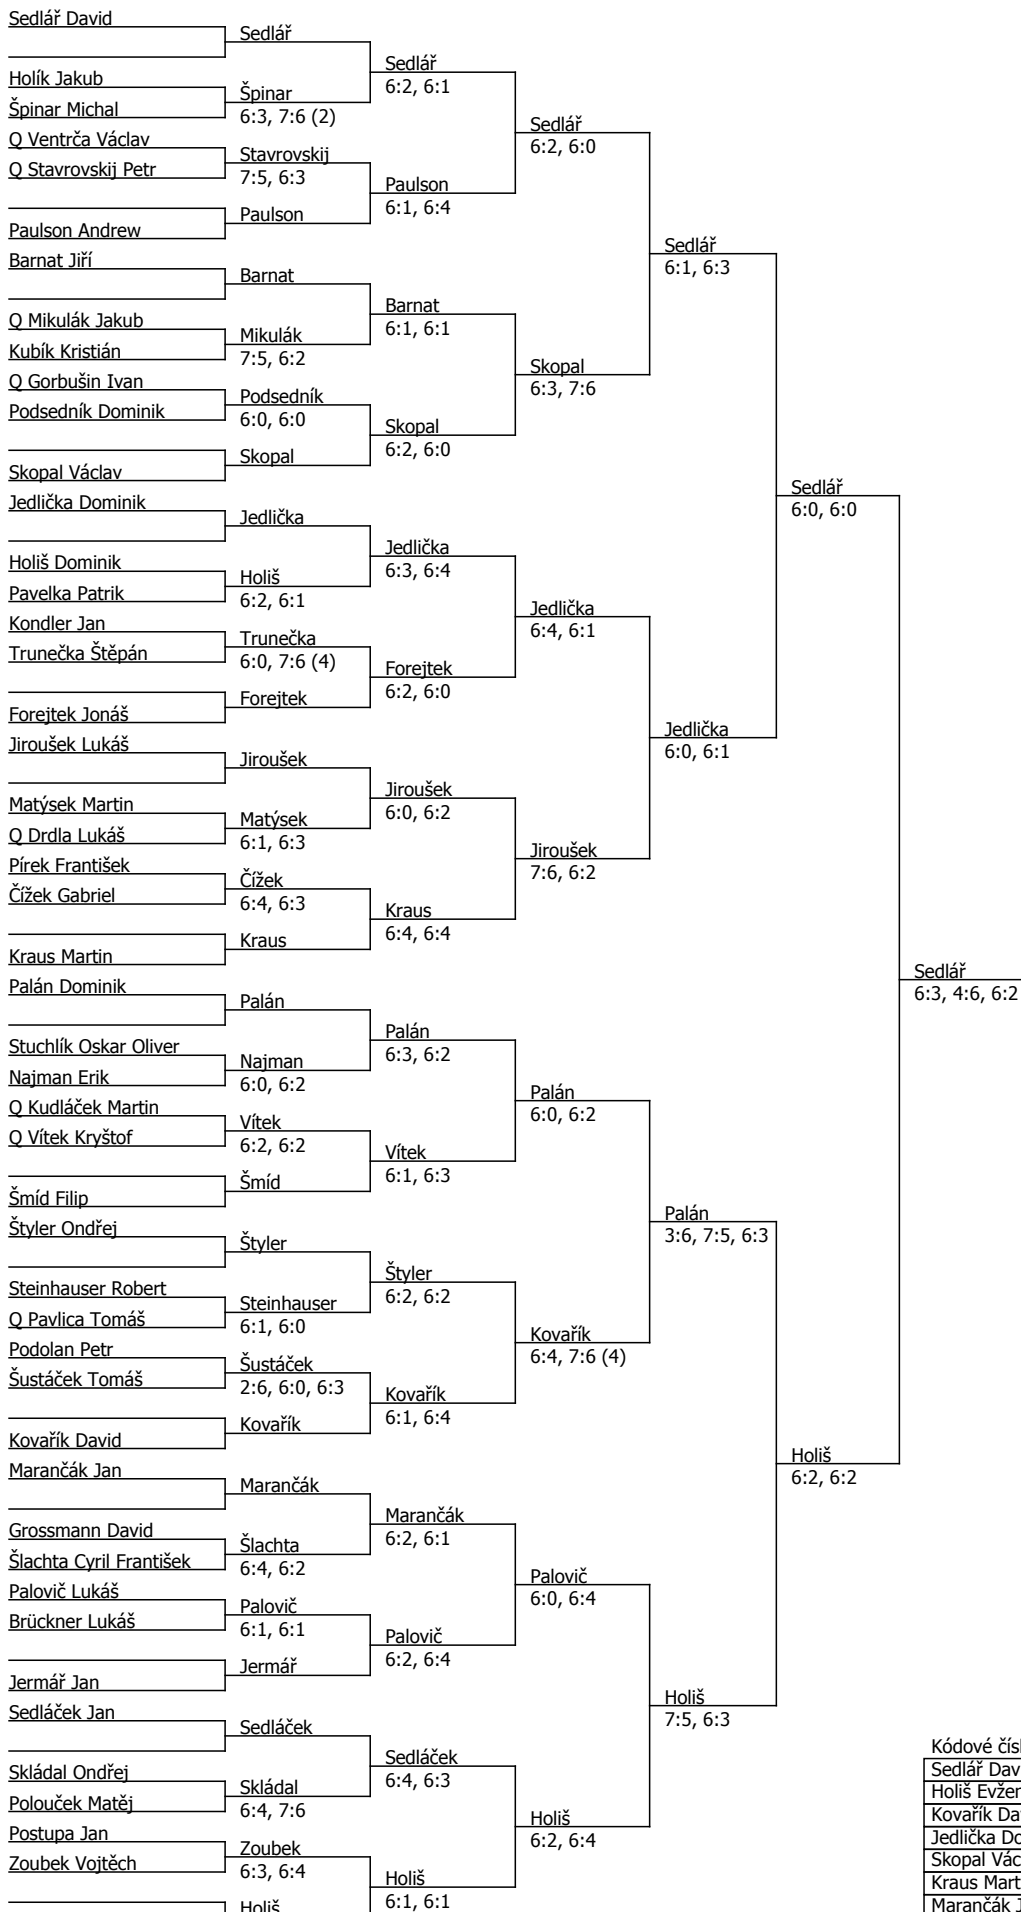 Sedlář David
Sedlář
Sedlář
6:2, 6:1
Holík Jakub
Špinar Michal
Špinar
6:3, 7:6 (2)
Sedlář
6:2, 6:0
Q Ventrča Václav
Q Stavrovskij Petr
Stavrovskij
7:5, 6:3
Paulson
6:1, 6:4
Paulson
Paulson Andrew
Sedlář
6:1, 6:3
Barnat Jiří
Barnat
Barnat
6:1, 6:1
Q Mikulák Jakub
Kubík Kristián
Mikulák
7:5, 6:2
Skopal
6:3, 7:6
Q Gorbušin Ivan
Podsedník Dominik
Podsedník
6:0, 6:0
Skopal
6:2, 6:0
Skopal
Skopal Václav
Sedlář
6:0, 6:0
Jedlička Dominik
Jedlička
Jedlička
6:3, 6:4
Holiš Dominik
Pavelka Patrik
Holiš
6:2, 6:1
Jedlička
6:4, 6:1
Kondler Jan
Trunečka Štěpán
Trunečka
6:0, 7:6 (4)
Forejtek
6:2, 6:0
Forejtek
Forejtek Jonáš
Jedlička
6:0, 6:1
Jiroušek Lukáš
Jiroušek
Jiroušek
6:0, 6:2
Matýsek Martin
Q Drdla Lukáš
Matýsek
6:1, 6:3
Jiroušek
7:6, 6:2
Pírek František
Čížek Gabriel
Čížek
6:4, 6:3
Kraus
6:4, 6:4
Kraus
Kraus Martin
Sedlář
6:3, 4:6, 6:2
Palán Dominik
Palán
Palán
6:3, 6:2
Stuchlík Oskar Oliver
Najman Erik
Najman
6:0, 6:2
Palán
6:0, 6:2
Q Kudláček Martin
Q Vítek Kryštof
Vítek
6:2, 6:2
Vítek
6:1, 6:3
Šmíd
Šmíd Filip
Palán
3:6, 7:5, 6:3
Štyler Ondřej
Štyler
Štyler
6:2, 6:2
Steinhauser Robert
Q Pavlica Tomáš
Steinhauser
6:1, 6:0
Kovařík
6:4, 7:6 (4)
Podolan Petr
Šustáček Tomáš
Šustáček
2:6, 6:0, 6:3
Kovařík
6:1, 6:4
Kovařík
Kovařík David
Holiš
6:2, 6:2
Marančák Jan
Marančák
Marančák
6:2, 6:1
Grossmann David
Šlachta Cyril František
Šlachta
6:4, 6:2
Palovič
6:0, 6:4
Palovič Lukáš
Brückner Lukáš
Palovič
6:1, 6:1
Palovič
6:2, 6:4
Jermář
Jermář Jan
Holiš
7:5, 6:3
Sedláček Jan
Sedláček
Sedláček
6:4, 6:3
Skládal Ondřej
Polouček Matěj
Skládal
6:4, 7:6
Holiš
6:2, 6:4
Postupa Jan
Zoubek Vojtěch
Zoubek
6:3, 6:4
Holiš
6:1, 6:1
Holiš
Kódové čísl
Sedlář Dav
Holiš Evžen
Kovařík Da
Jedlička Do
Skopal Vác
Kraus Mart
Marančák J